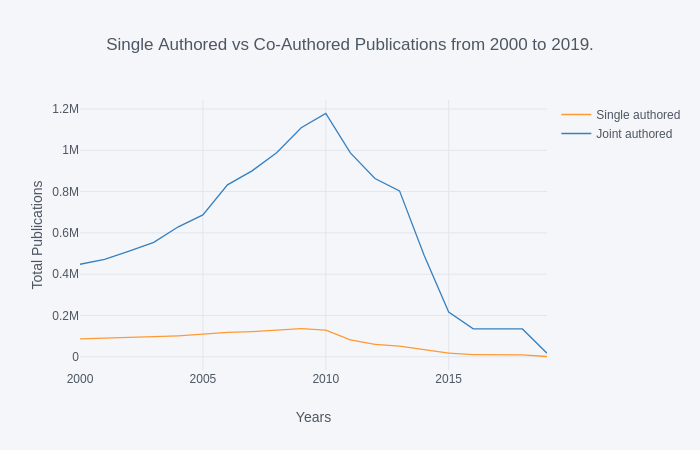 Single Authored vs Co-Authored Publications from 2000 to 2019.
Single authored
Joint authored
Total Publications
1.2M
1M
0.8M
0.6M
0.4M
0.2M
0
2000
2005
2010
2015
Years